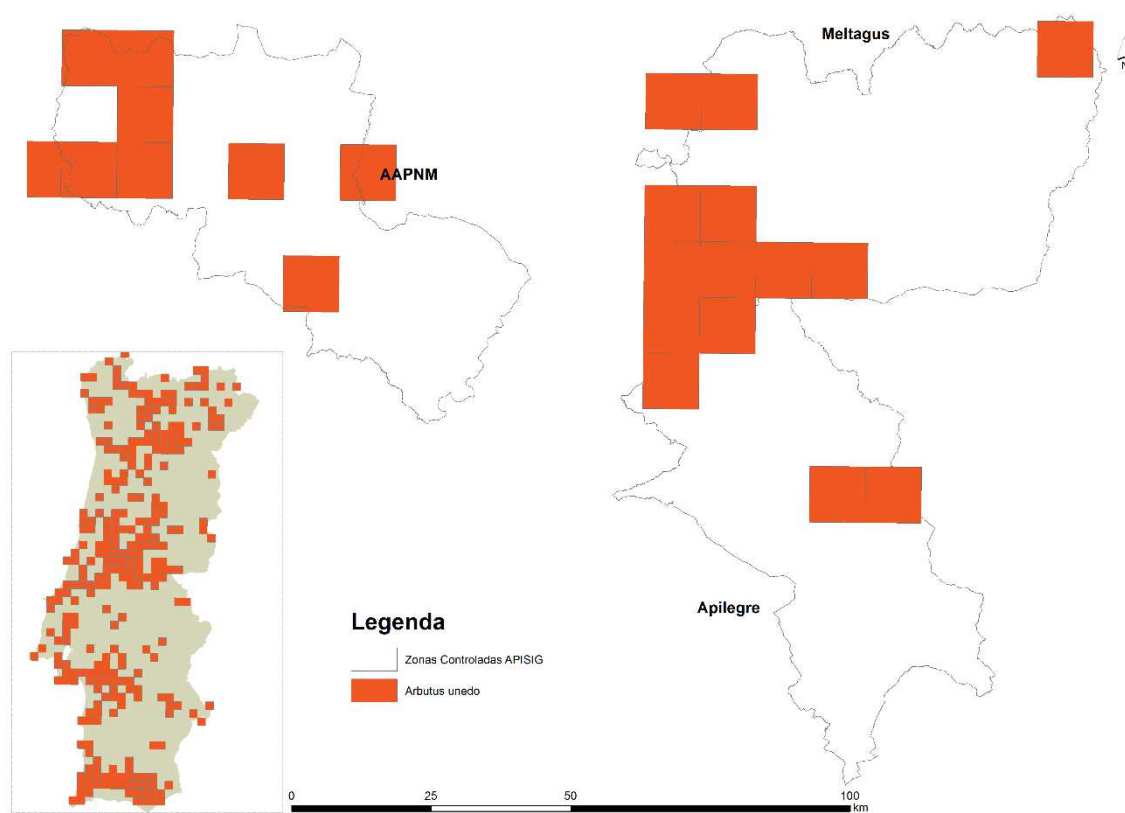 Meltagus
N
AAPNM
Apilegre
Legenda
Zonas Controladas APISIG
Arbutus unedo
0 25 50 100
km